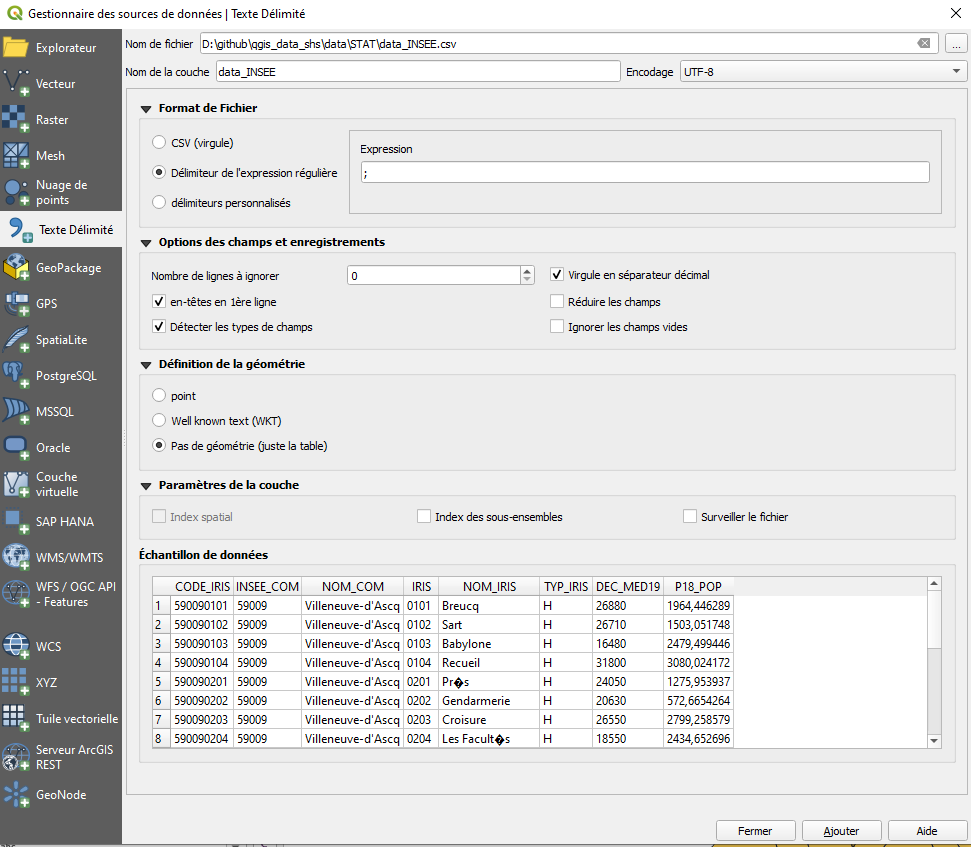 Gestionnaire des sources de données | Texte Délimité
Explorateur
Vecteur
Raster
Mesh
Nuage de
points
Texte Délimité
GeoPackage
GPS
SpatiaLite
PostgreSQL
MSSQL
Oracle
Couche
virtuelle
SAP HANA
WMS/WMTS
WFS / OGC API
- Features
WCS
XYZ
Tuile vectorielle
Serveur ArcGIS
REST
GeoNode
Nom de fichier D:\github\qgis_data_shs\data\STAT\data_INSEE.csv ...
Nom de la couche data_INSEE Encodage UTF-8
Format de Fichier
CSV (virgule)
Délimiteur de l'expression régulière
délimiteurs personnalisés
Expression
;
Options des champs et enregistrements
Nombre de lignes à ignorer 0 Virgule en séparateur décimal
en-têtes en 1ère ligne Réduire les champs
Détecter les types de champs Ignorer les champs vides
Définition de la géométrie
point
Well known text (WKT)
Pas de géométrie (juste la table)
Paramètres de la couche
Index spatial Index des sous-ensembles Surveiller le fichier
Échantillon de données
CODE_IRIS INSEE_COM NOM_COM IRIS NOM_IRIS TYP_IRIS DEC_MED19 P18_POP
1 590090101 59009 Villeneuve-d'Ascq 0101 Breucq H 26880 1964,446289
2 590090102 59009 Villeneuve-d'Ascq 0102 Sart H 26710 1503,051748
3 590090103 59009 Villeneuve-d'Ascq 0103 Babylone H 16480 2479,499446
4 590090104 59009 Villeneuve-d'Ascq 0104 Recueil H 31800 3080,024172
5 590090201 59009 Villeneuve-d'Ascq 0201 Pr�s H 24050 1275,953937
6 590090202 59009 Villeneuve-d'Ascq 0202 Gendarmerie H 20630 572,6654264
7 590090203 59009 Villeneuve-d'Ascq 0203 Croisure H 26550 2799,258579
8 590090204 59009 Villeneuve-d'Ascq 0204 Les Facult�s H 18550 2434,652696
Fermer Ajouter Aide